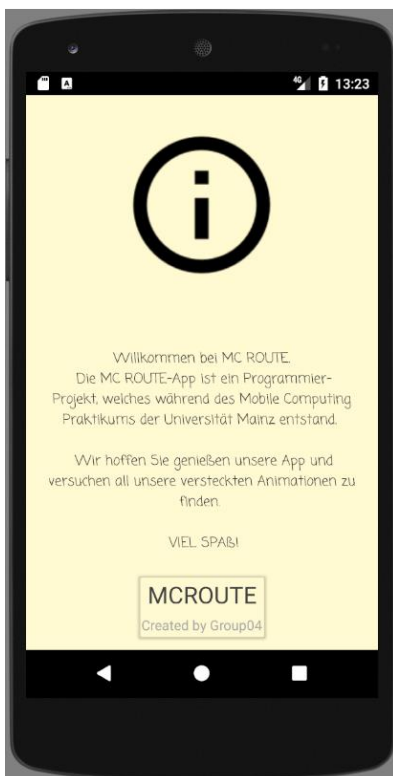 4G 13:23
Willkommen bei MC ROUTE.
Die MC ROUTE-App ist ein Programmier-
Projekt, welches während des Mobile Computing
Praktikums der Universität Mainz entstand.
Wir hoffen Sie genießen unsere App und
versuchen all unsere versteckten Animationen zu
finden.
VIEL SPAß!
MCROUTE
Created by Group04